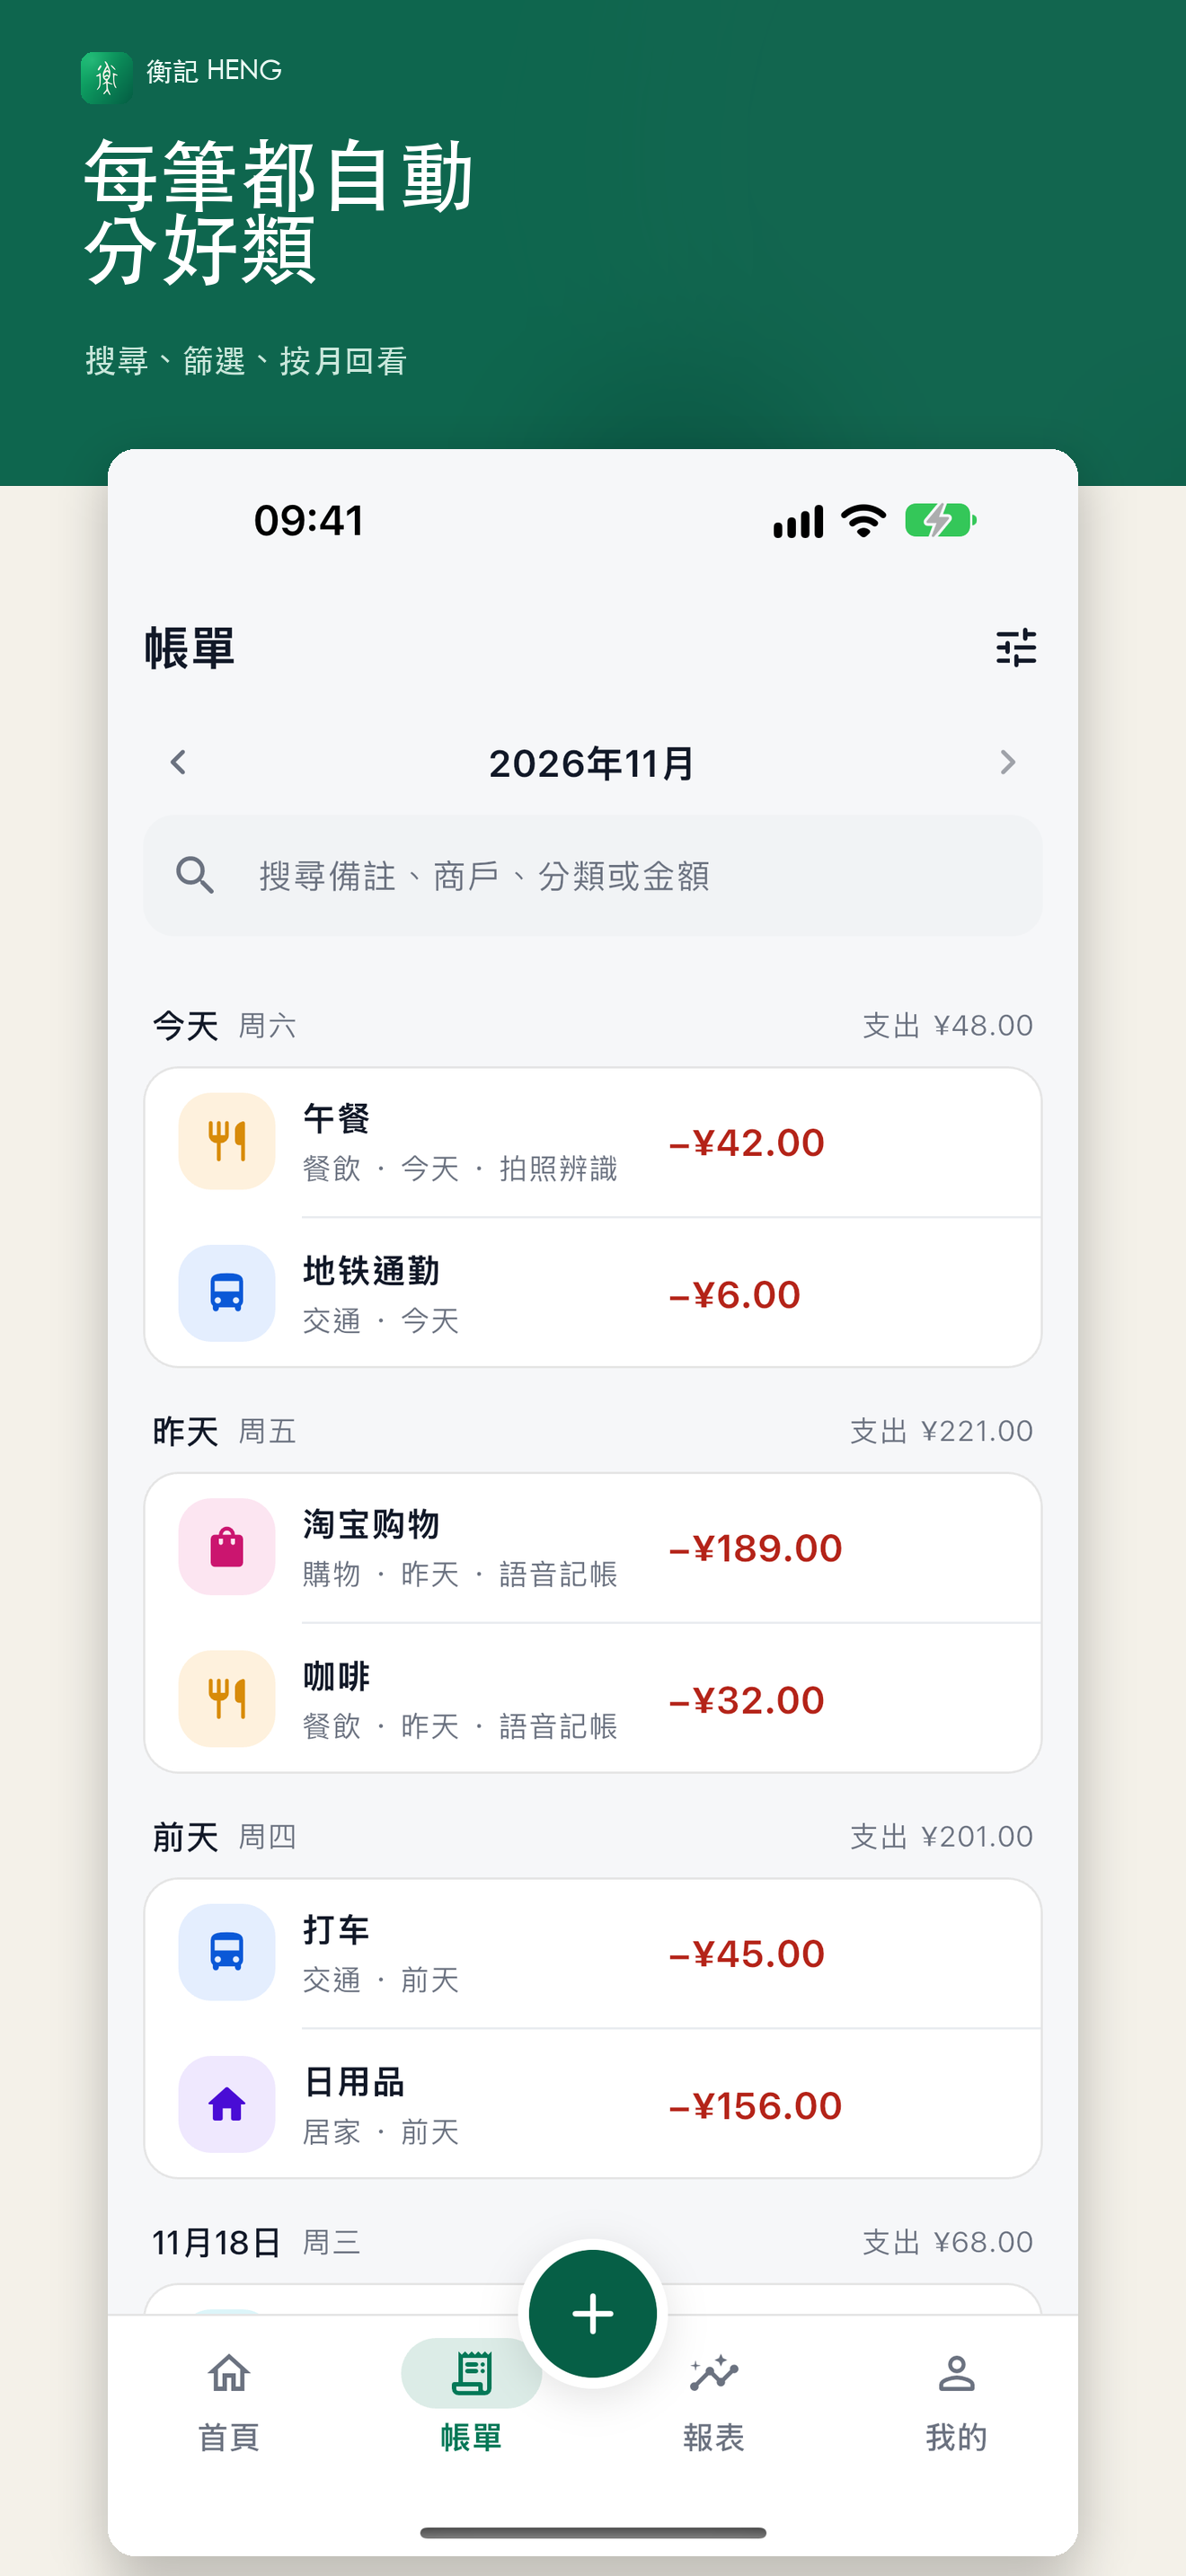 衡 衡記 HENG
每筆都自動
分好類
搜尋、篩選、按月回看
09:41
帳單
2026年11月
搜尋備註、商戶、分類或金額
今天 周六 支出 ¥48.00
午餐
餐飲 · 今天 · 拍照辨識
–¥42.00
地铁通勤
交通 · 今天
–¥6.00
昨天 周五 支出 ¥221.00
淘宝购物
購物 · 昨天 · 語音記帳
–¥189.00
咖啡
餐飲 · 昨天 · 語音記帳
–¥32.00
前天 周四 支出 ¥201.00
打车
交通 · 前天
–¥45.00
日用品
居家 · 前天
–¥156.00
11月18日 周三 支出 ¥68.00
首頁 帳單 報表 我的